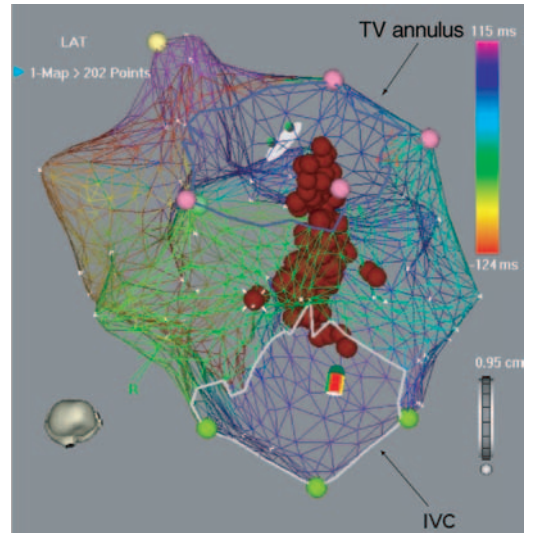 TV annulus
115 ms
LAT
1-Map > 202 Points
-124 ms
0.95 cm
R
IVC